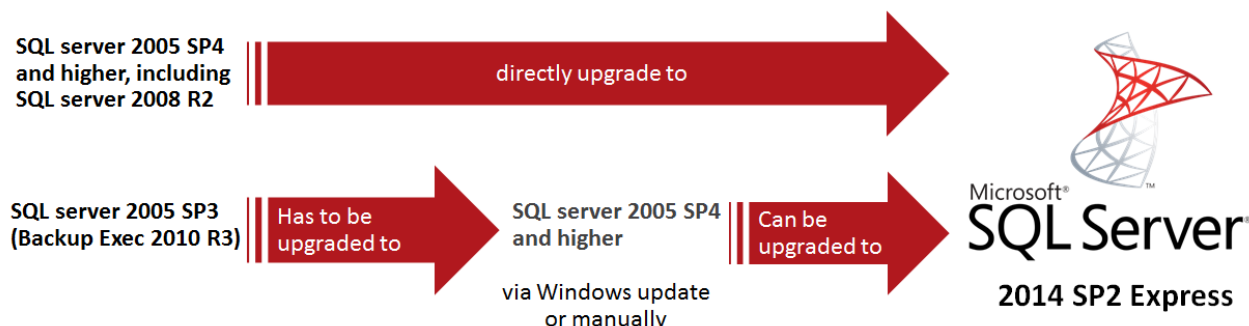 SQL server 2005 SP4
and higher, including
SQL server 2008 R2
directly upgrade to
SQL server 2005 SP3
(Backup Exec 2010 R3)
Has to be
upgraded to
SQL server 2005 SP4
and higher
via Windows update
or manually
Can be
upgraded to
™
Microsoft®
SQL Server®
2014 SP2 Express